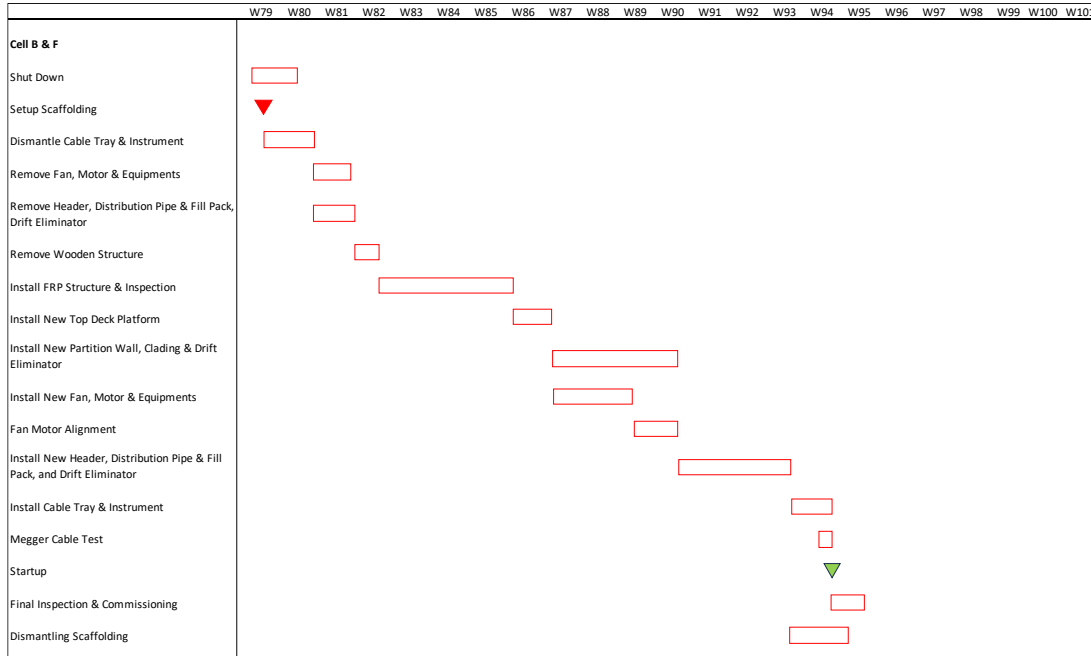 W79 W80 W81 W82 W83 W84 W85 W86 W87 W88 W89 W90 W91 W92 W93 W94 W95 W96 W97 W98 W99 W100 W101
Cell B & F
Shut Down
Setup Scaffolding
Dismantle Cable Tray & Instrument
Remove Fan, Motor & Equipments
Remove Header, Distribution Pipe & Fill Pack,
Drift Eliminator
Remove Wooden Structure
Install FRP Structure & Inspection
Install New Top Deck Platform
Install New Partition Wall, Clading & Drift
Eliminator
Install New Fan, Motor & Equipments
Fan Motor Alignment
Install New Header, Distribution Pipe & Fill
Pack, and Drift Eliminator
Install Cable Tray & Instrument
Megger Cable Test
Startup
Final Inspection & Commissioning
Dismantling Scaffolding